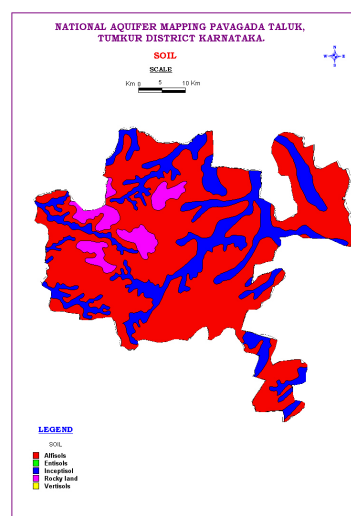 NATIONAL AQUIFER MAPPING PAVAGADA TALUK,
TUMKUR DISTRICT KARNATAKA.
SOIL
SCALE
Km 0 5 10 Km
N
W E
S
LEGEND
SOIL
Alfisols
Entisols
Inceptisol
Rocky land
Vertisols